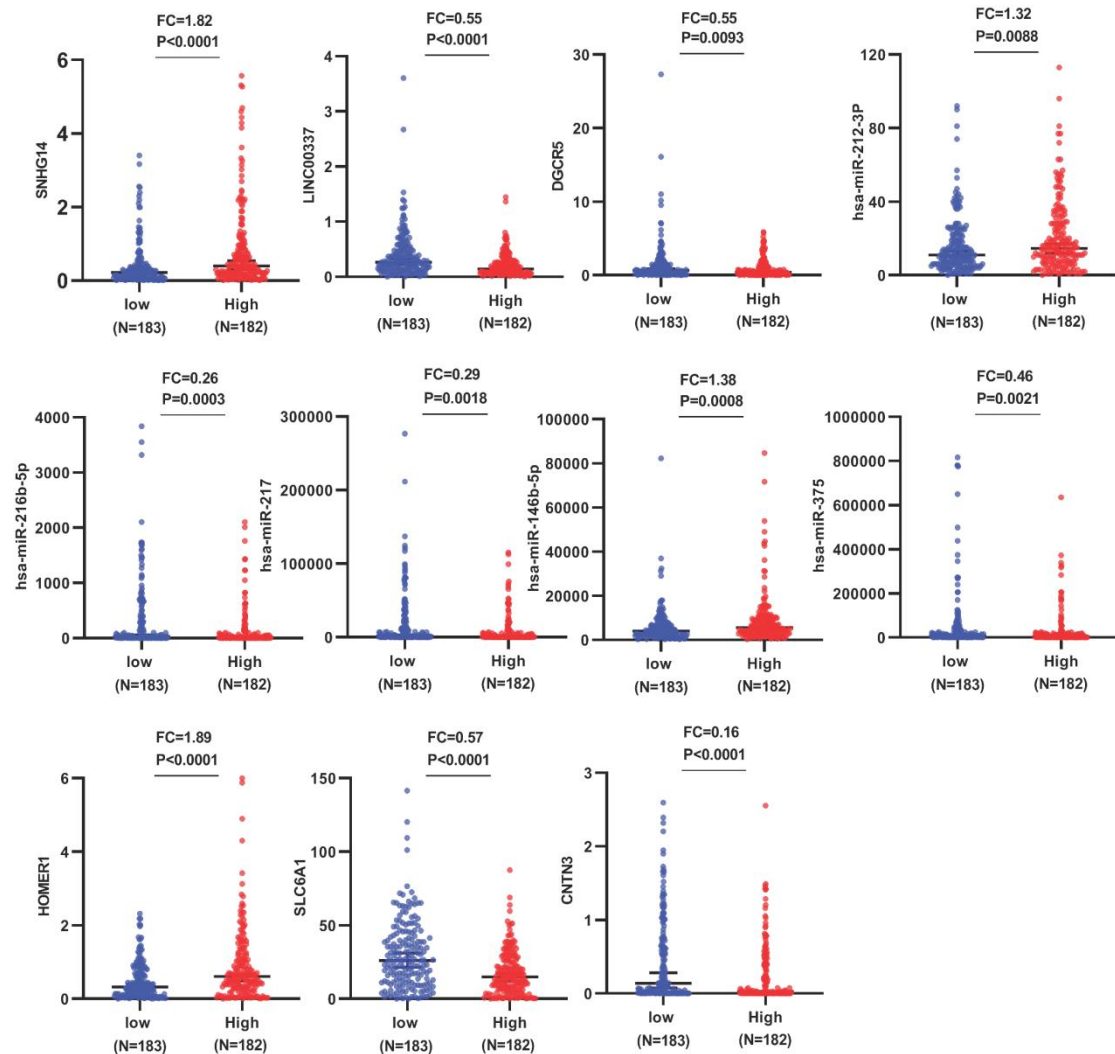 FC=1.82
P<0.0001
SNHG14
6
4
2
0
low
High
(N=183)
(N=182)
FC=0.55
P<0.0001
LINC00337
4
3
2
1
0
low
High
(N=183)
(N=182)
FC=0.55
P=0.0093
DGCR5
30
20
10
0
low
High
(N=183)
(N=182)
FC=1.32
P=0.0088
hsa-miR-212-3P
120
80
40
0
low
High
(N=183)
(N=182)
FC=0.26
P=0.0003
hsa-miR-216b-5p
4000
3000
2000
1000
0
low
High
(N=183)
(N=182)
FC=0.29
P=0.0018
hsa-miR-217
300000
200000
100000
0
low
High
(N=183)
(N=182)
FC=1.38
P=0.0008
hsa-miR-146b-5p
100000
80000
60000
40000
20000
0
low
High
(N=183)
(N=182)
FC=0.46
P=0.0021
hsa-miR-375
1000000
800000
600000
400000
200000
0
low
High
(N=183)
(N=182)
FC=1.89
P<0.0001
HOMER1
6
4
2
0
low
High
(N=183)
(N=182)
FC=0.57
P<0.0001
SLC6A1
150
100
50
0
low
High
(N=183)
(N=182)
FC=0.16
P<0.0001
CNTN3
3
2
1
0
low
High
(N=183)
(N=182)